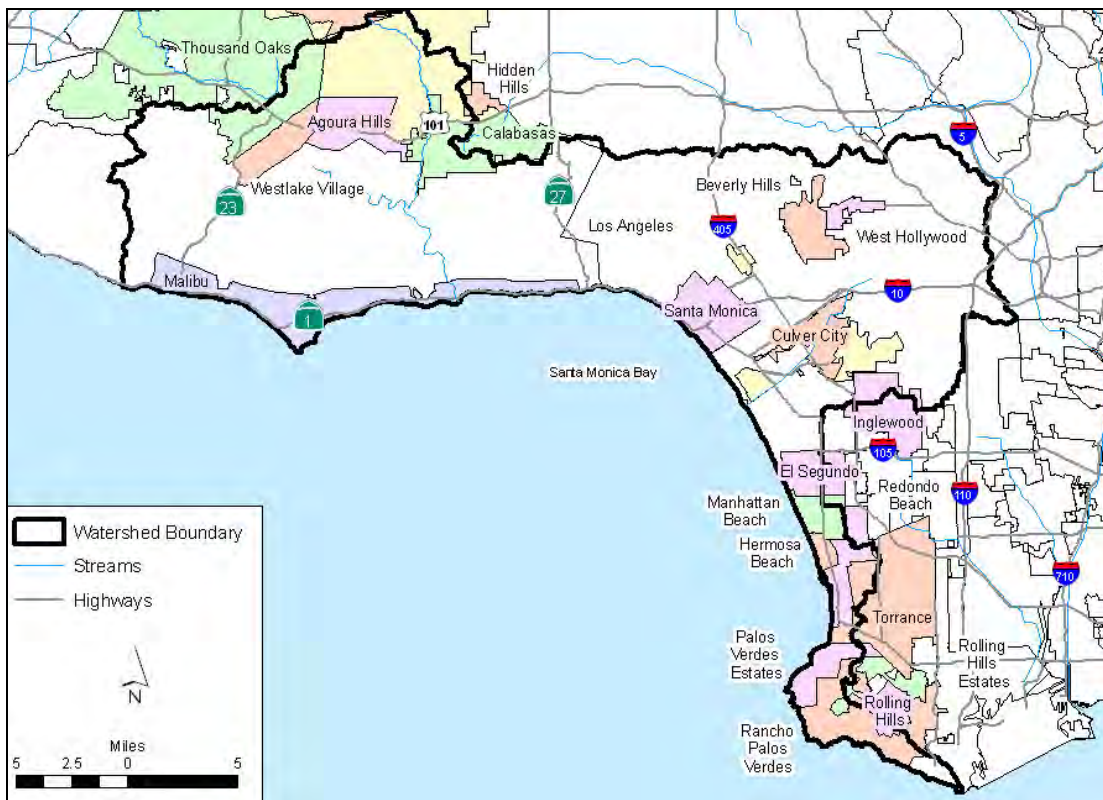 Thousand Oaks
Hidden
Hills
Agoura Hills
101
Calabasas
5
Westlake Village
23
27
Beverly Hills
Los Angeles
405
West Hollywood
Malibu
1
10
Santa Monica
Culver City
Santa Monica Bay
Inglewood
105
El Segundo
Redondo
Beach
110
Manhattan
Beach
Hermosa
Beach
710
Torrance
Palos
Verdes
Estates
Rolling
Hills
Estates
Rolling
Hills
Rancho
Palos
Verdes
Watershed Boundary
Streams
Highways
N
Miles
5 2.5 0 5